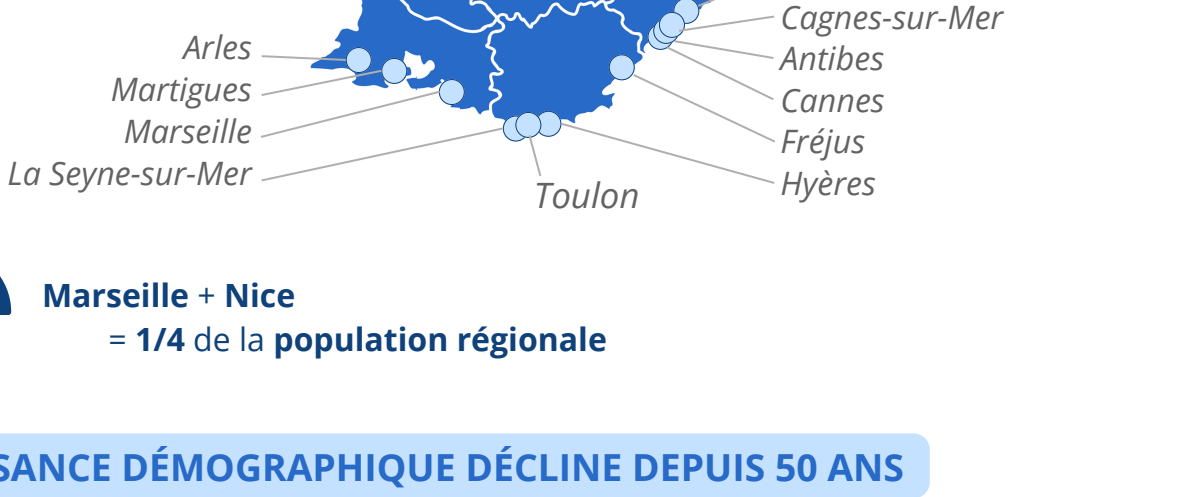 Cagnes-sur-Mer
Arles
Antibes
Martigues
Cannes
Marseille
Fréjus
La Seyne-sur-Mer
Hyères
Toulon
Marseille + Nice
= 1/4 de la population régionale
SANCE DÉMOGRAPHIQUE DÉCLINE DEPUIS 50 ANS